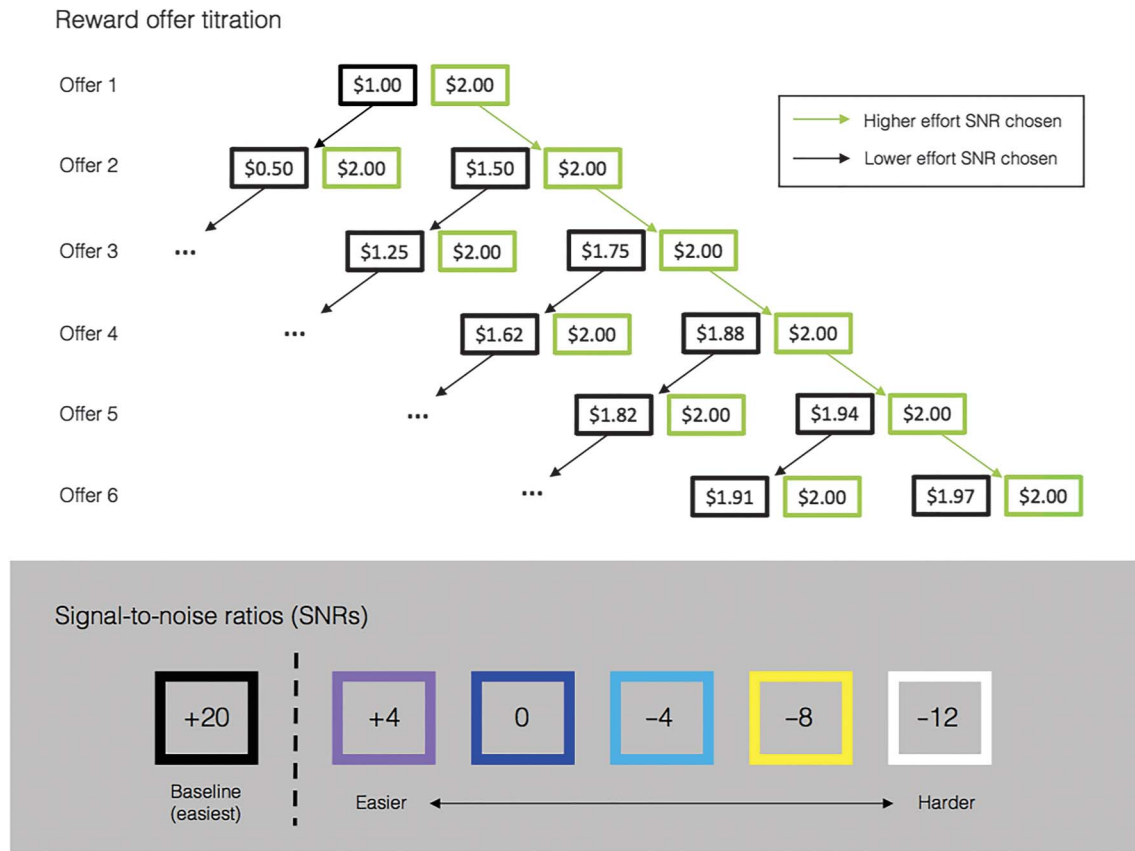 Reward offer titration
Offer 1 $1.00 $2.00
Higher effort SNR chosen
Lower effort SNR chosen
Offer 2 $0.50 $2.00 $1.50 $2.00
Offer 3 ... $1.25 $2.00 $1.75 $2.00
Offer 4 ... $1.62 $2.00 $1.88 $2.00
Offer 5 ... $1.82 $2.00 $1.94 $2.00
Offer 6 ... $1.91 $2.00 $1.97 $2.00
Signal-to-noise ratios (SNRs)
+20 +4 0 −4 −8 −12
Baseline
(easiest)
Easier Harder